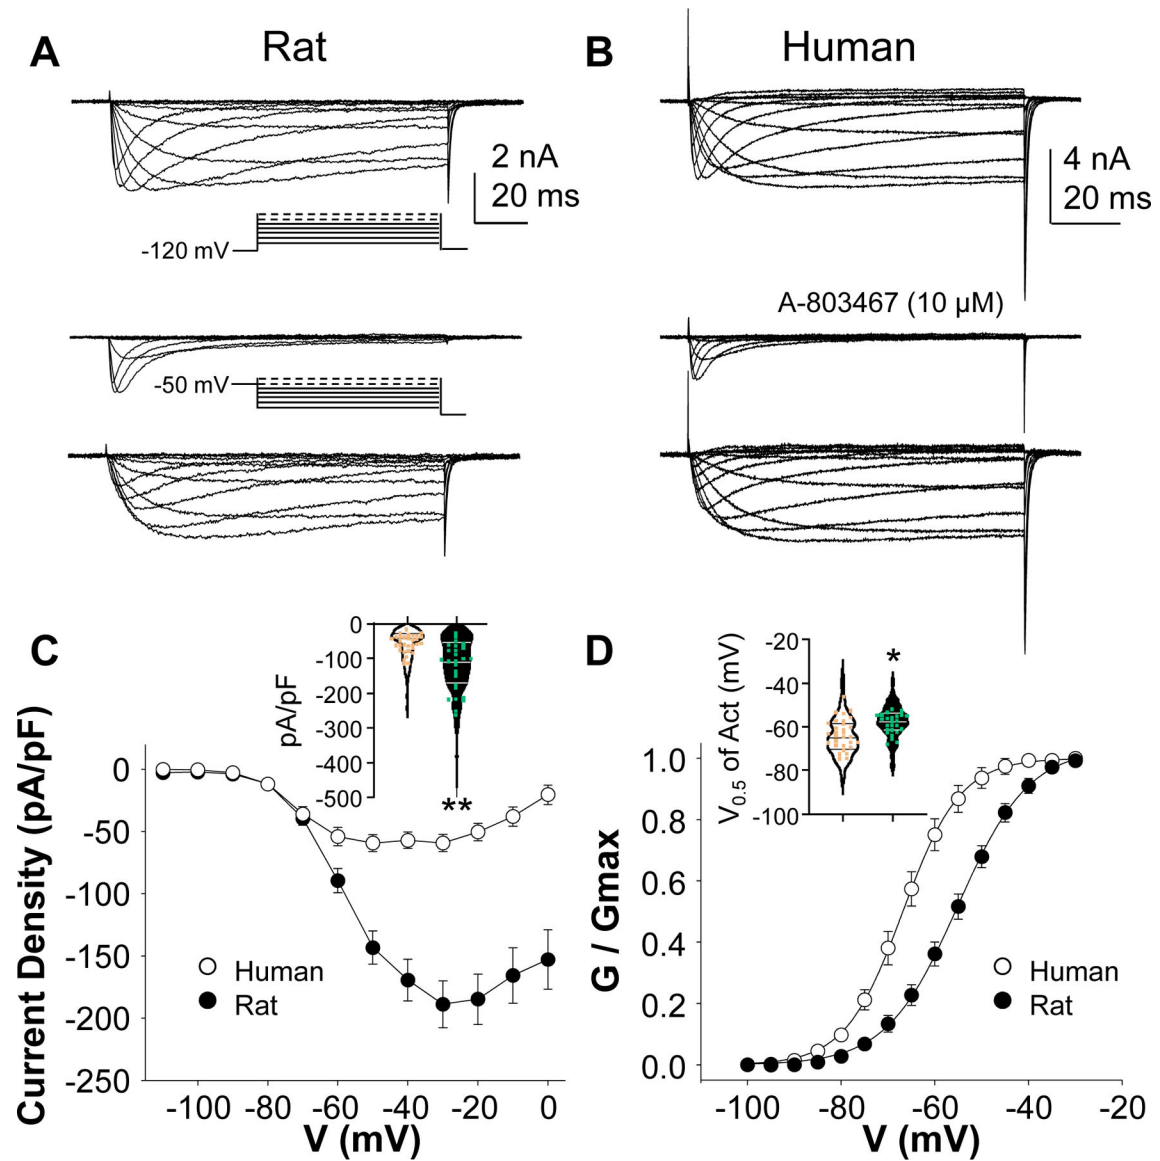 A
Rat
B
Human
2 nA
20 ms
4 nA
20 ms
-120 mV
A-803467 (10 µM)
-50 mV
C
0
-100
-200
-300
-400
-500
pA/pF
**
D
-20
-40
-60
-80
-100
V0.5 of Act (mV)
*
Current Density (pA/pF)
0
-50
-100
-150
-200
-250
Human
Rat
-100 -80 -60 -40 -20 0
V (mV)
G / Gmax
1.0
0.8
0.6
0.4
0.2
0.0
Human
Rat
-100 -80 -60 -40 -20
V (mV)